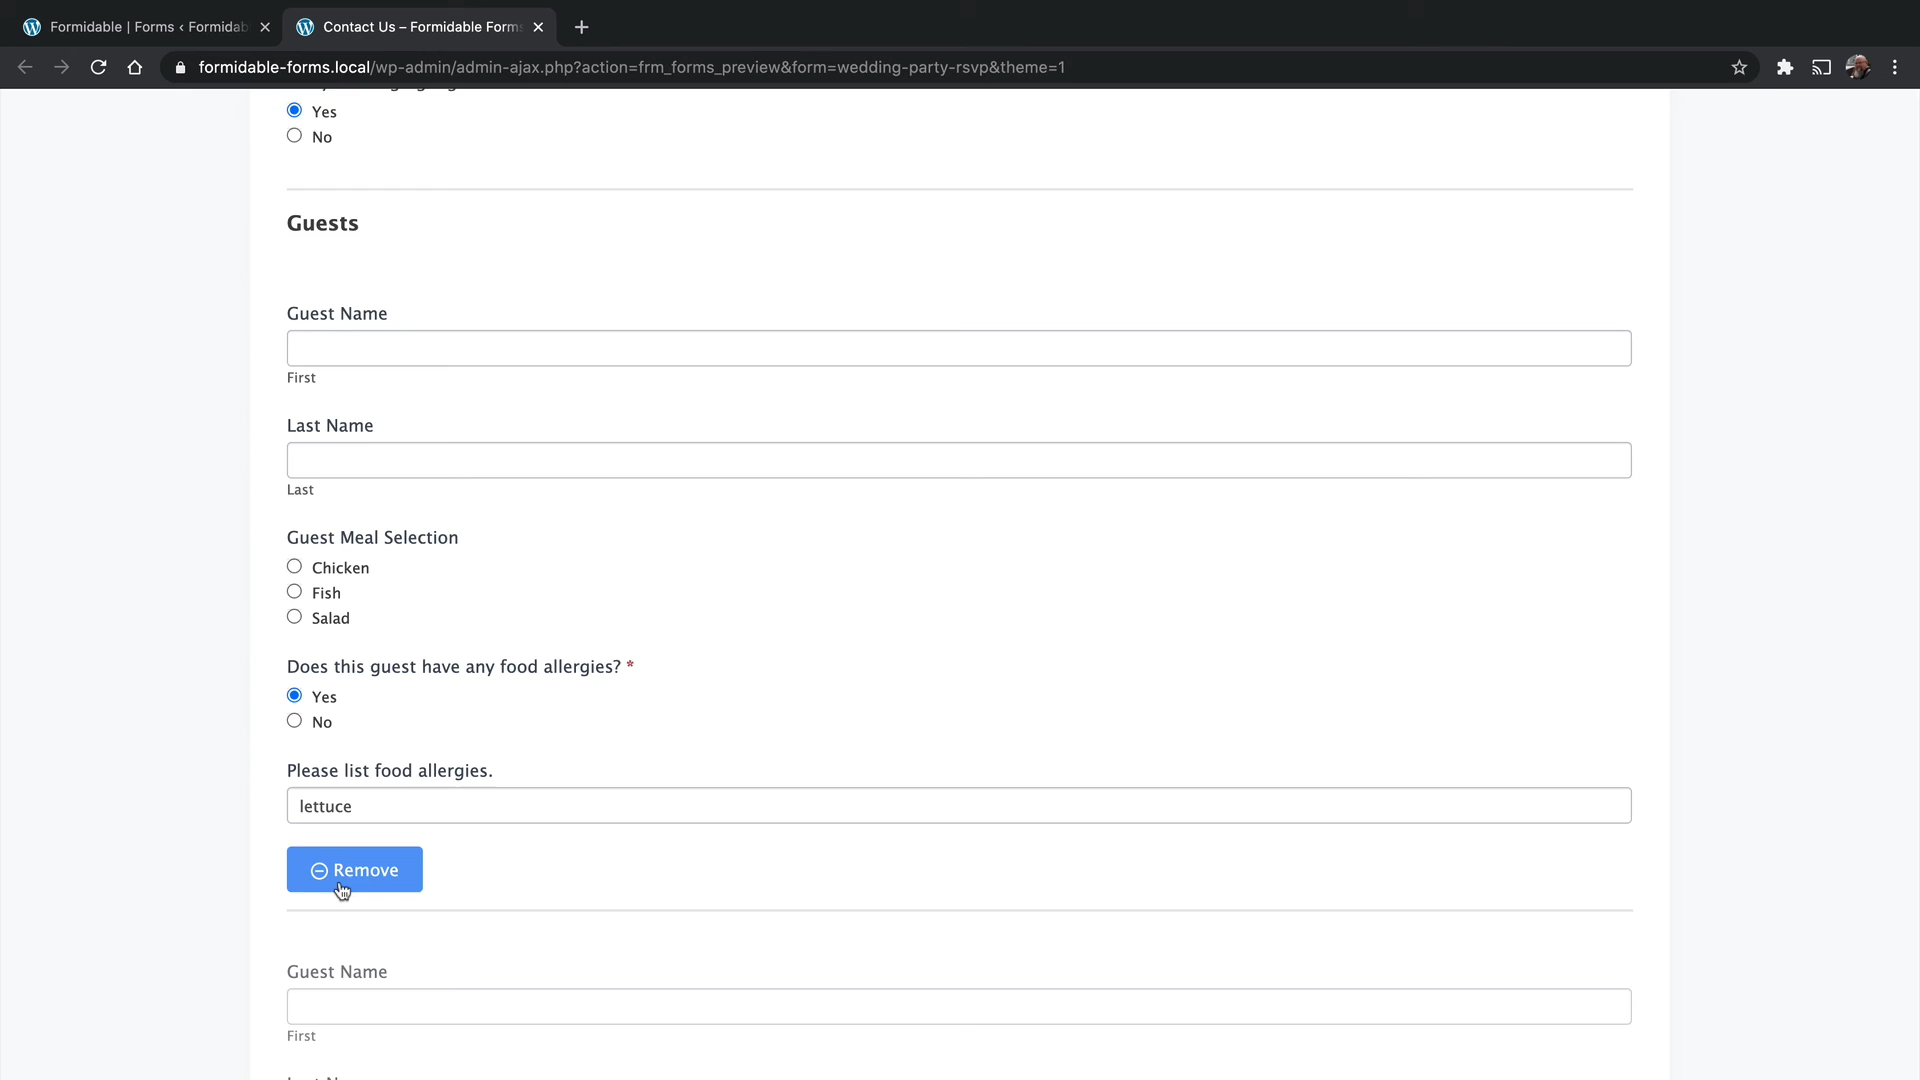 Formidable | Forms ‹ Formidab
Contact Us – Formidable Forms
formidable-forms.local/wp-admin/admin-ajax.php?action=frm_forms_preview&form=wedding-party-rsvp&theme=1
Yes
No
Guests
Guest Name
First
Last Name
Last
Guest Meal Selection
Chicken
Fish
Salad
Does this guest have any food allergies? *
Yes
No
Please list food allergies.
lettuce
Remove
Guest Name
First